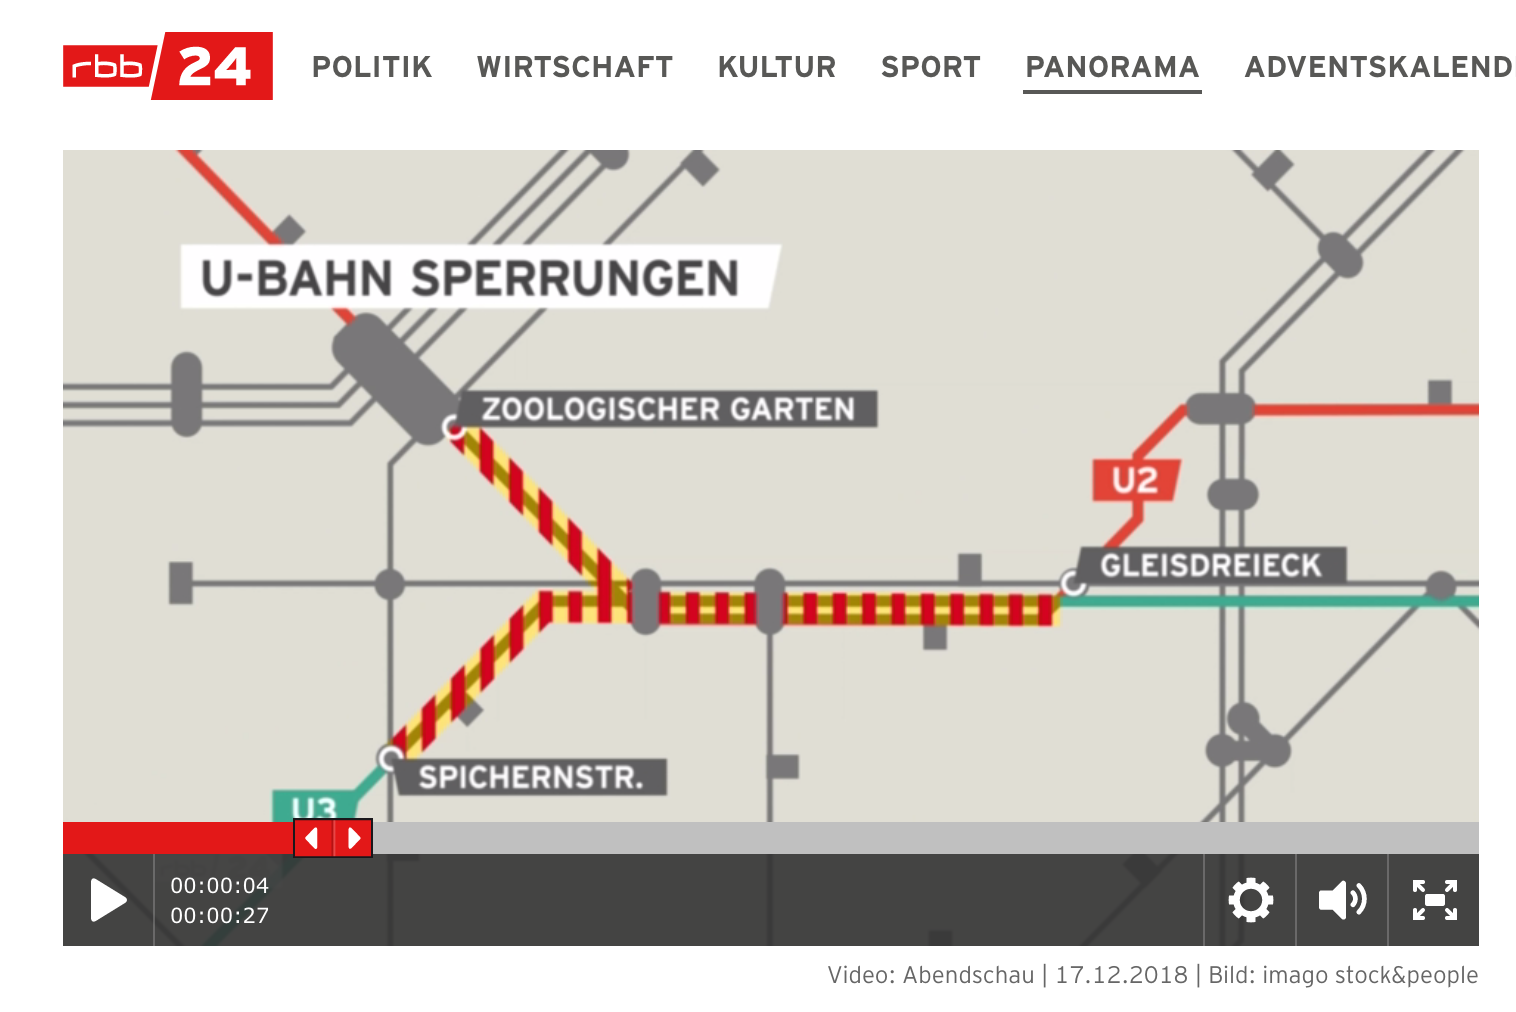 rbb 24
POLITIK WIRTSCHAFT KULTUR SPORT PANORAMA ADVENTSKALEND
U-BAHN SPERRUNGEN
ZOOLOGISCHER GARTEN
U2
GLEISDREIECK
SPICHERNSTR.
U3
00:00:04
00:00:27
Video: Abendschau | 17.12.2018 | Bild: imago stock&people